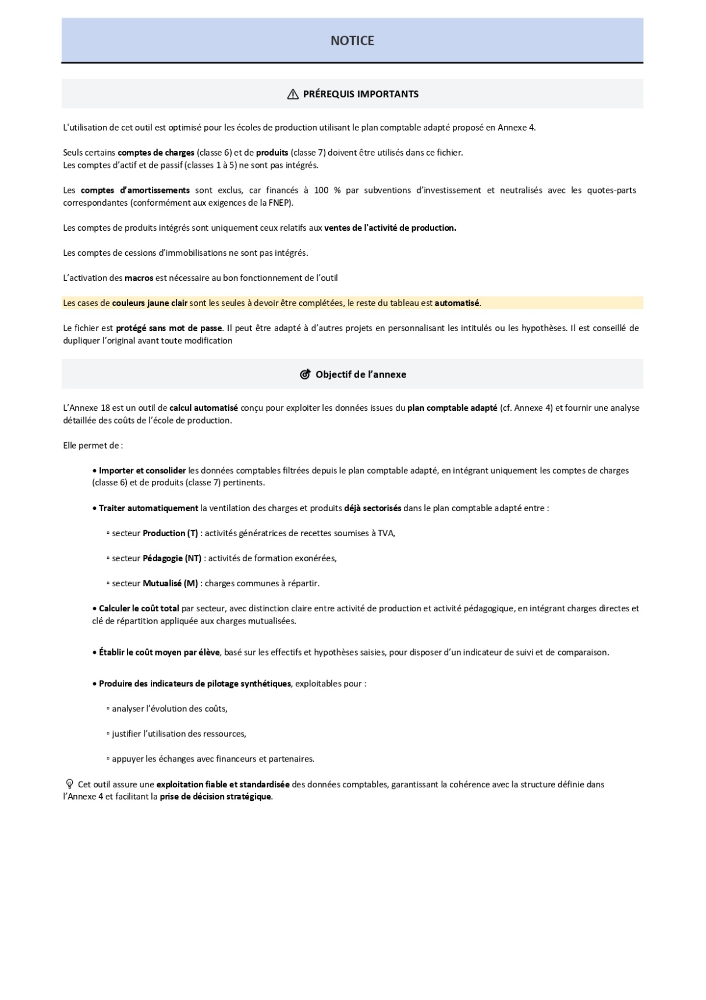 NOTICE
⚠ PRÉREQUIS IMPORTANTS
L'utilisation de cet outil est optimisé pour les écoles de production utilisant le plan comptable adapté proposé en Annexe 4.
Seuls certains comptes de charges (classe 6) et de produits (classe 7) doivent être utilisés dans ce fichier.
Les comptes d’actif et de passif (classes 1 à 5) ne sont pas intégrés.
Les comptes d’amortissements sont exclus, car financés à 100 % par subventions d’investissement et neutralisés avec les quotes-parts
correspondantes (conformément aux exigences de la FNEP).
Les comptes de produits intégrés sont uniquement ceux relatifs aux ventes de l'activité de production.
Les comptes de cessions d’immobilisations ne sont pas intégrés.
L’activation des macros est nécessaire au bon fonctionnement de l’outil
Les cases de couleurs jaune clair sont les seules à devoir être complétées, le reste du tableau est automatisé.
Le fichier est protégé sans mot de passe. Il peut être adapté à d’autres projets en personnalisant les intitulés ou les hypothèses. Il est conseillé de
dupliquer l’original avant toute modification
Objectif de l’annexe
L’Annexe 18 est un outil de calcul automatisé conçu pour exploiter les données issues du plan comptable adapté (cf. Annexe 4) et fournir une analyse
détaillée des coûts de l’école de production.
Elle permet de :
• Importer et consolider les données comptables filtrées depuis le plan comptable adapté, en intégrant uniquement les comptes de charges
(classe 6) et de produits (classe 7) pertinents.
• Traiter automatiquement la ventilation des charges et produits déjà sectorisés dans le plan comptable adapté entre :
▫ secteur Production (T) : activités génératrices de recettes soumises à TVA,
▫ secteur Pédagogie (NT) : activités de formation exonérées,
▫ secteur Mutualisé (M) : charges communes à répartir.
• Calculer le coût total par secteur, avec distinction claire entre activité de production et activité pédagogique, en intégrant charges directes et
clé de répartition appliquée aux charges mutualisées.
• Établir le coût moyen par élève, basé sur les effectifs et hypothèses saisies, pour disposer d’un indicateur de suivi et de comparaison.
• Produire des indicateurs de pilotage synthétiques, exploitables pour :
▫ analyser l’évolution des coûts,
▫ justifier l’utilisation des ressources,
▫ appuyer les échanges avec financeurs et partenaires.
Cet outil assure une exploitation fiable et standardisée des données comptables, garantissant la cohérence avec la structure définie dans
l’Annexe 4 et facilitant la prise de décision stratégique.